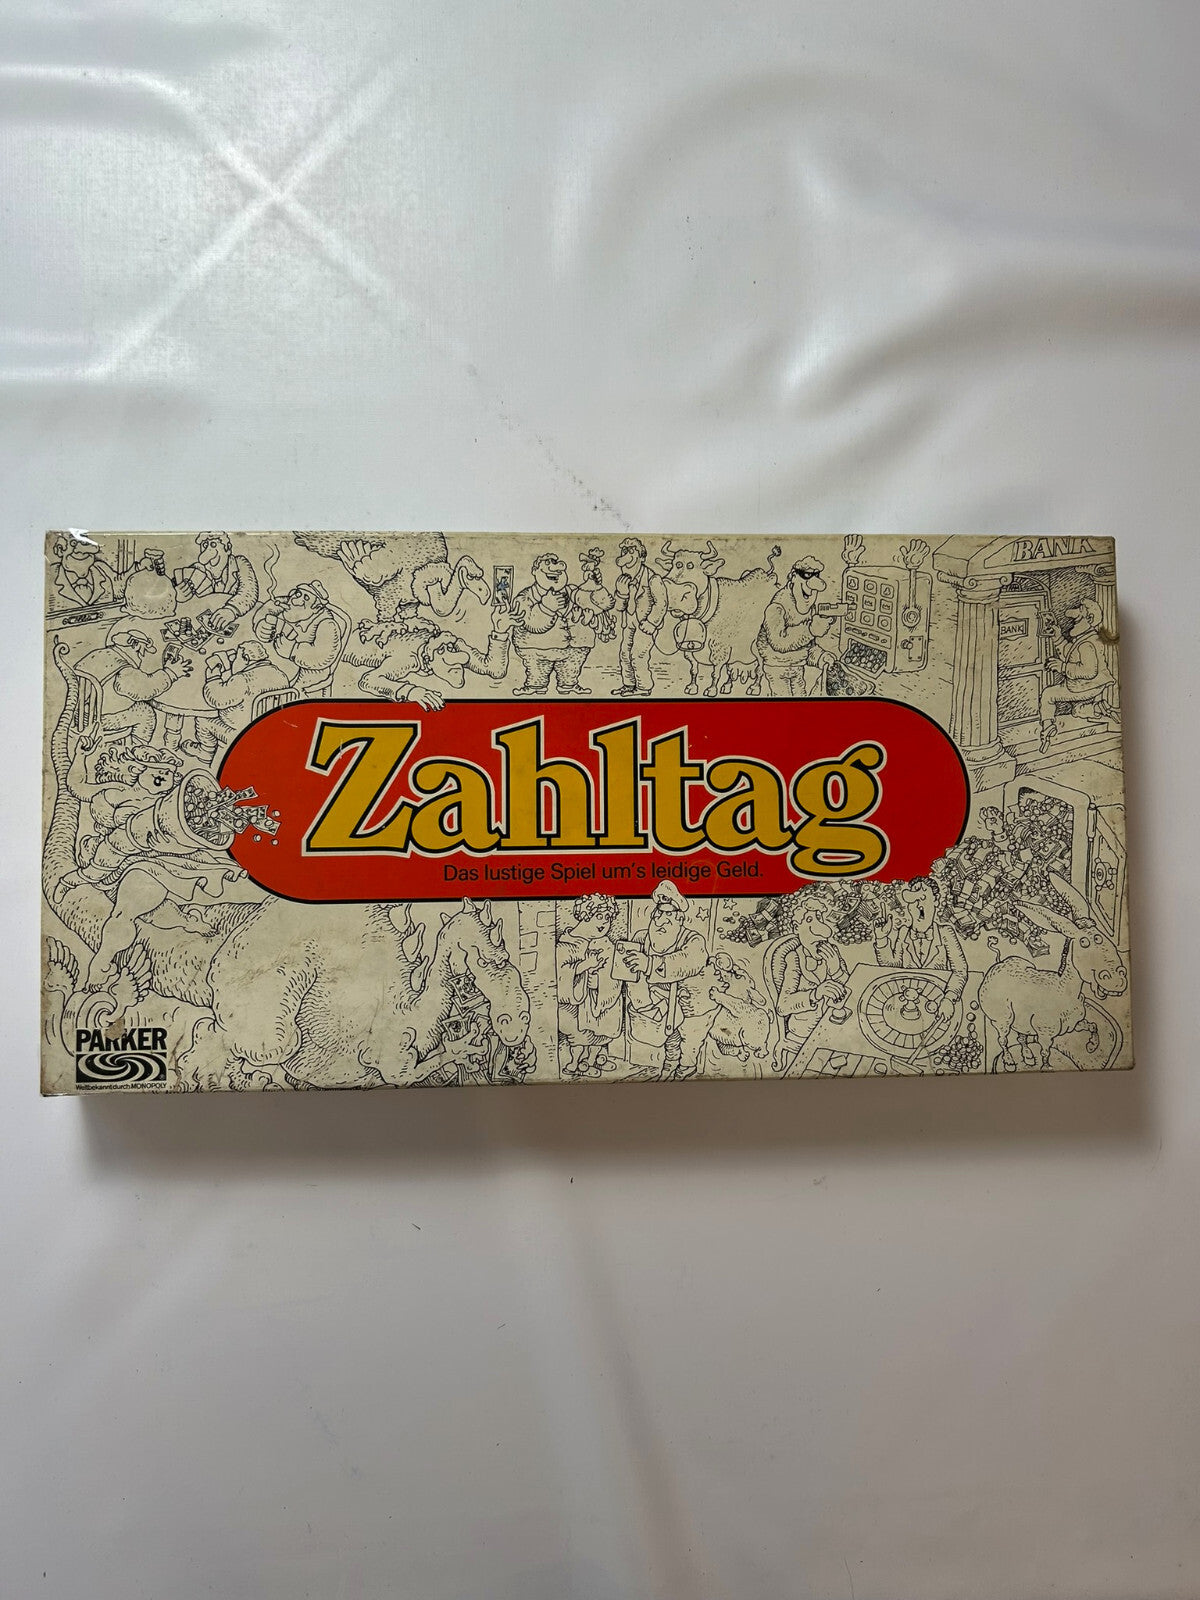 BANK
BANK
Zahltag
Das lustige Spiel um's leidige Geld.
PARKER
Weltbekannt durch MONOPOLY